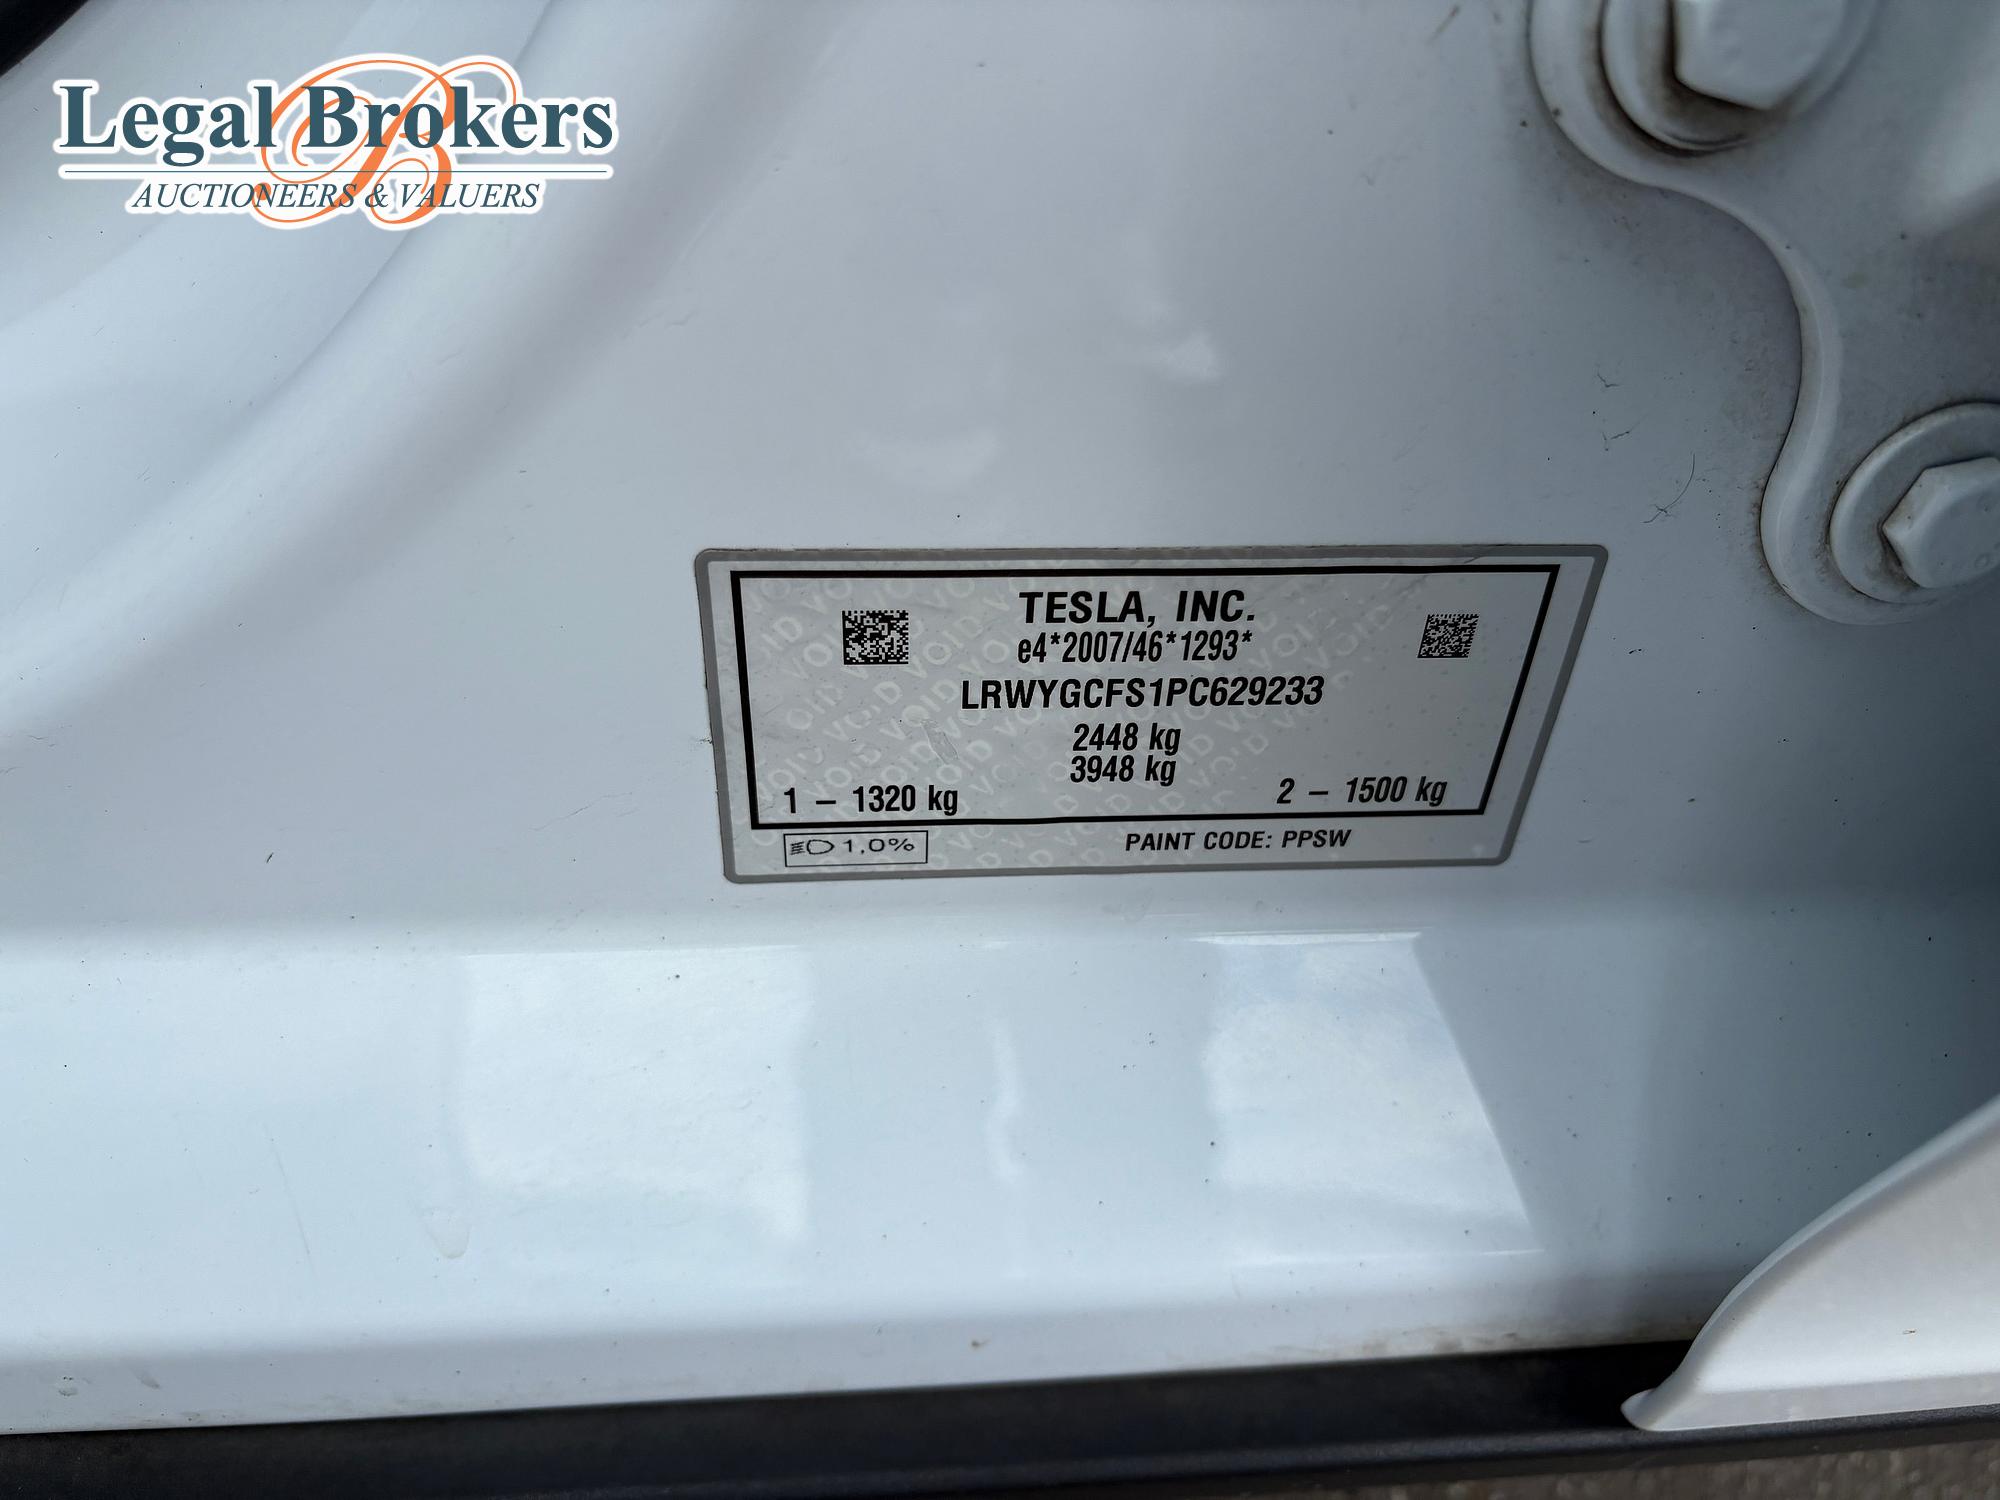 Legal Brokers
AUCTIONEERS & VALUERS
TESLA, INC.
e4*2007/46*1293*
LRWYGCFS1PC629233
2448 kg
3948 kg
1 – 1320 kg
2 – 1500 kg
1,0%
PAINT CODE: PPSW